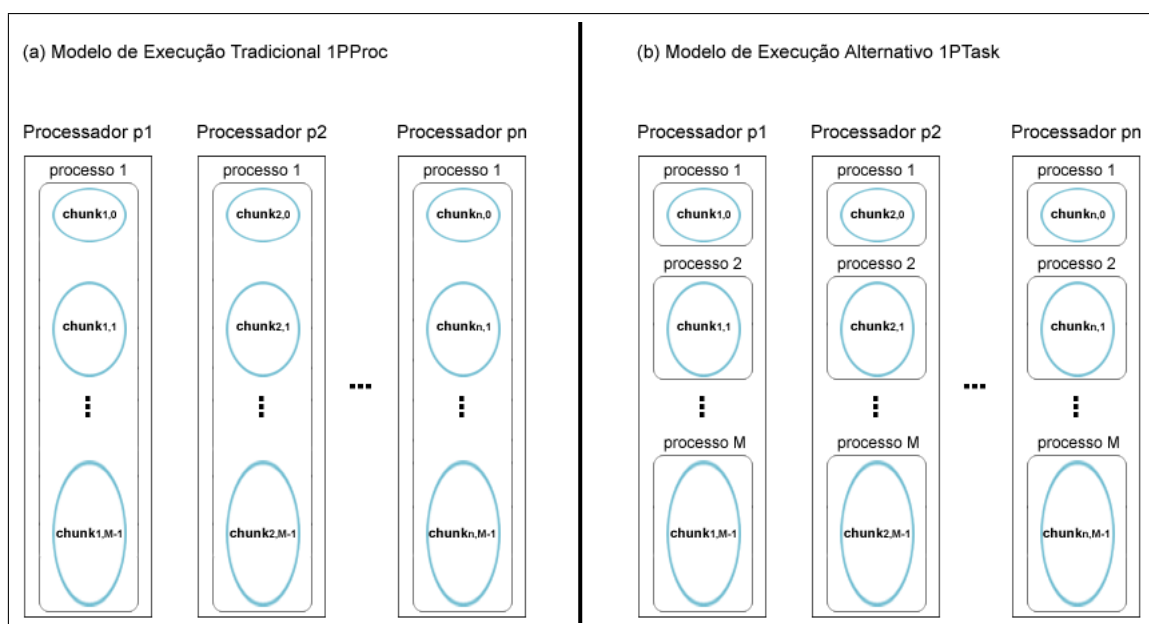 (a) Modelo de Execução Tradicional 1PProc
Processador p1 Processador p2 Processador pn
processo 1 processo 1 processo 1
chunk1,0 chunk2,0 chunkn,0
chunk1,1 chunk2,1 chunkn,1
...
chunk1,M-1 chunk2,M-1 chunkn,M-1
(b) Modelo de Execução Alternativo 1PTask
Processador p1 Processador p2 Processador pn
processo 1 processo 1 processo 1
chunk1,0 chunk2,0 chunkn,0
processo 2 processo 2 processo 2
chunk1,1 chunk2,1 chunkn,1
...
processo M processo M processo M
chunk1,M-1 chunk2,M-1 chunkn,M-1